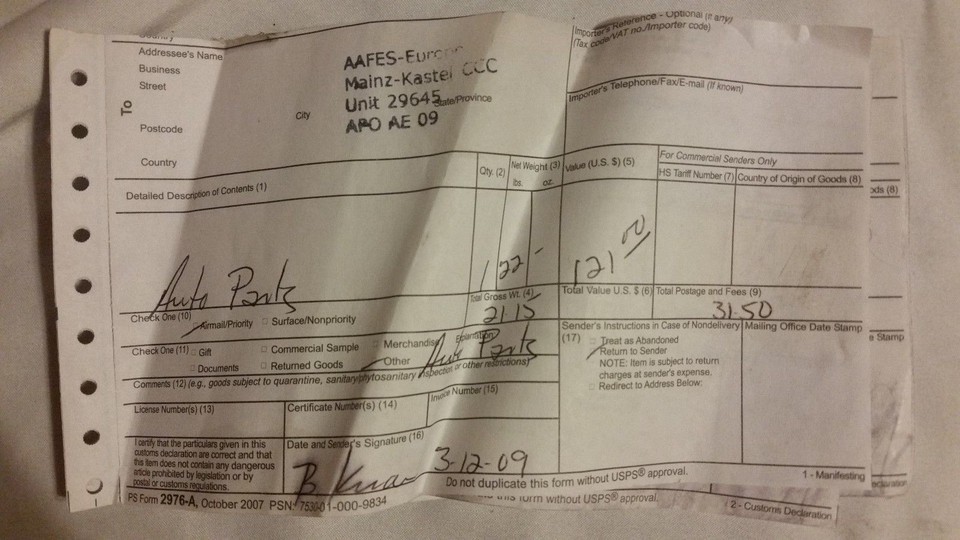 Country
Addressee's Name
Business
Street
To
City
State/Province
Postcode
Country
AAFES-Europe
Mainz-Kastel CCC
Unit 29645
APO AE 09
Importer's Reference - Optional (If any)
(Tax code/VAT no./Importer code)
Importer's Telephone/Fax/E-mail (If known)
Detailed Description of Contents (1)
Qty. (2)
Net Weight (3)
lbs. oz.
Value (U.S. $) (5)
For Commercial Senders Only
HS Tariff Number (7)
Country of Origin of Goods (8)
ods (8)
Auto Parts
1
22 -
121 00
Check One (10)
Airmail/Priority
Surface/Nonpriority
Total Gross Wt. (4)
21.15
Total Value U.S. $ (6)
Total Postage and Fees (9)
31.50
Check One (11)
Gift
Commercial Sample
Merchandise
Documents
Returned Goods
Other
Explanation:
Auto Parts
Sender's Instructions in Case of Nondelivery
(17)
Treat as Abandoned
Return to Sender
NOTE: Item is subject to return
charges at sender's expense.
Redirect to Address Below:
Mailing Office Date Stamp
e Stamp
Comments (12) (e.g., goods subject to quarantine, sanitary/phytosanitary inspected or other restrictions)
License Number(s) (13)
Certificate Number(s) (14)
Invoice Number (15)
I certify that the particulars given in this
customs declaration are correct and that
this item does not contain any dangerous
article prohibited by legislation or by
postal or customs regulations.
Date and Sender's Signature (16)
3-12-09
Do not duplicate this form without USPS® approval.
1 - Manifesting
PS Form 2976-A, October 2007 PSN: 7530-01-000-9834
this form without USPS® approval.
2 - Customs Declaration